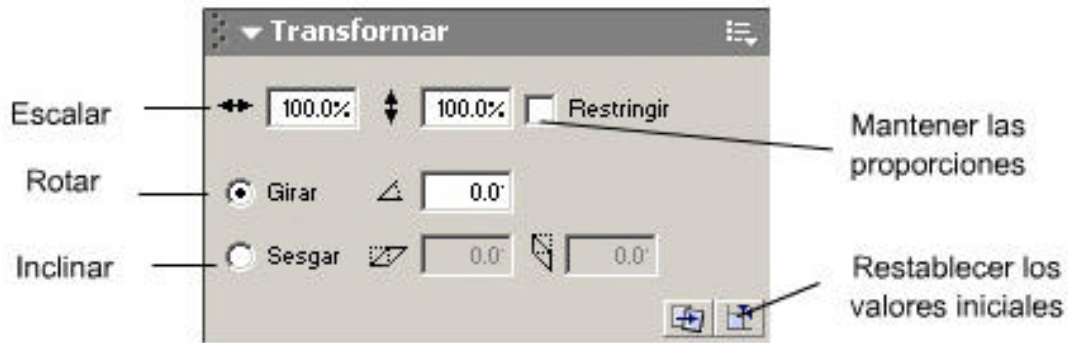 Transformar
Escalar
100.0%
100.0%
Restringir
Mantener las
proporciones
Rotar
Girar
0.0°
Inclinar
Sesgar
0.0°
0.0°
Restablecer los
valores iniciales